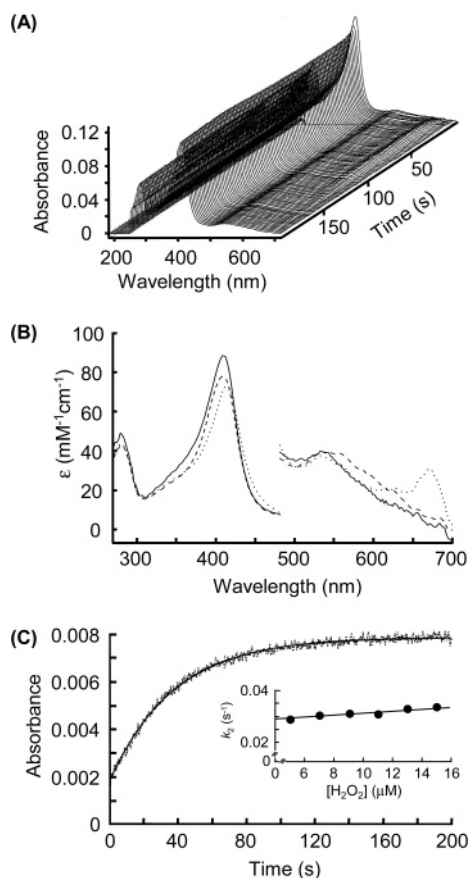 (A)
Absorbance
0.12
0.08
0.04
0
200 400 600
Wavelength (nm)
50
100
150
Time (s)
(B)
ε (mM⁻¹cm⁻¹)
100
80
60
40
20
0
300 400 500 600 700
Wavelength (nm)
(C)
Absorbance
0.008
0.006
0.004
0.002
0
0 40 80 120 160 200
Time (s)
k₂ (s⁻¹)
0.04
0.02
0
4 6 8 10 12 14 16
[H₂O₂] (μM)